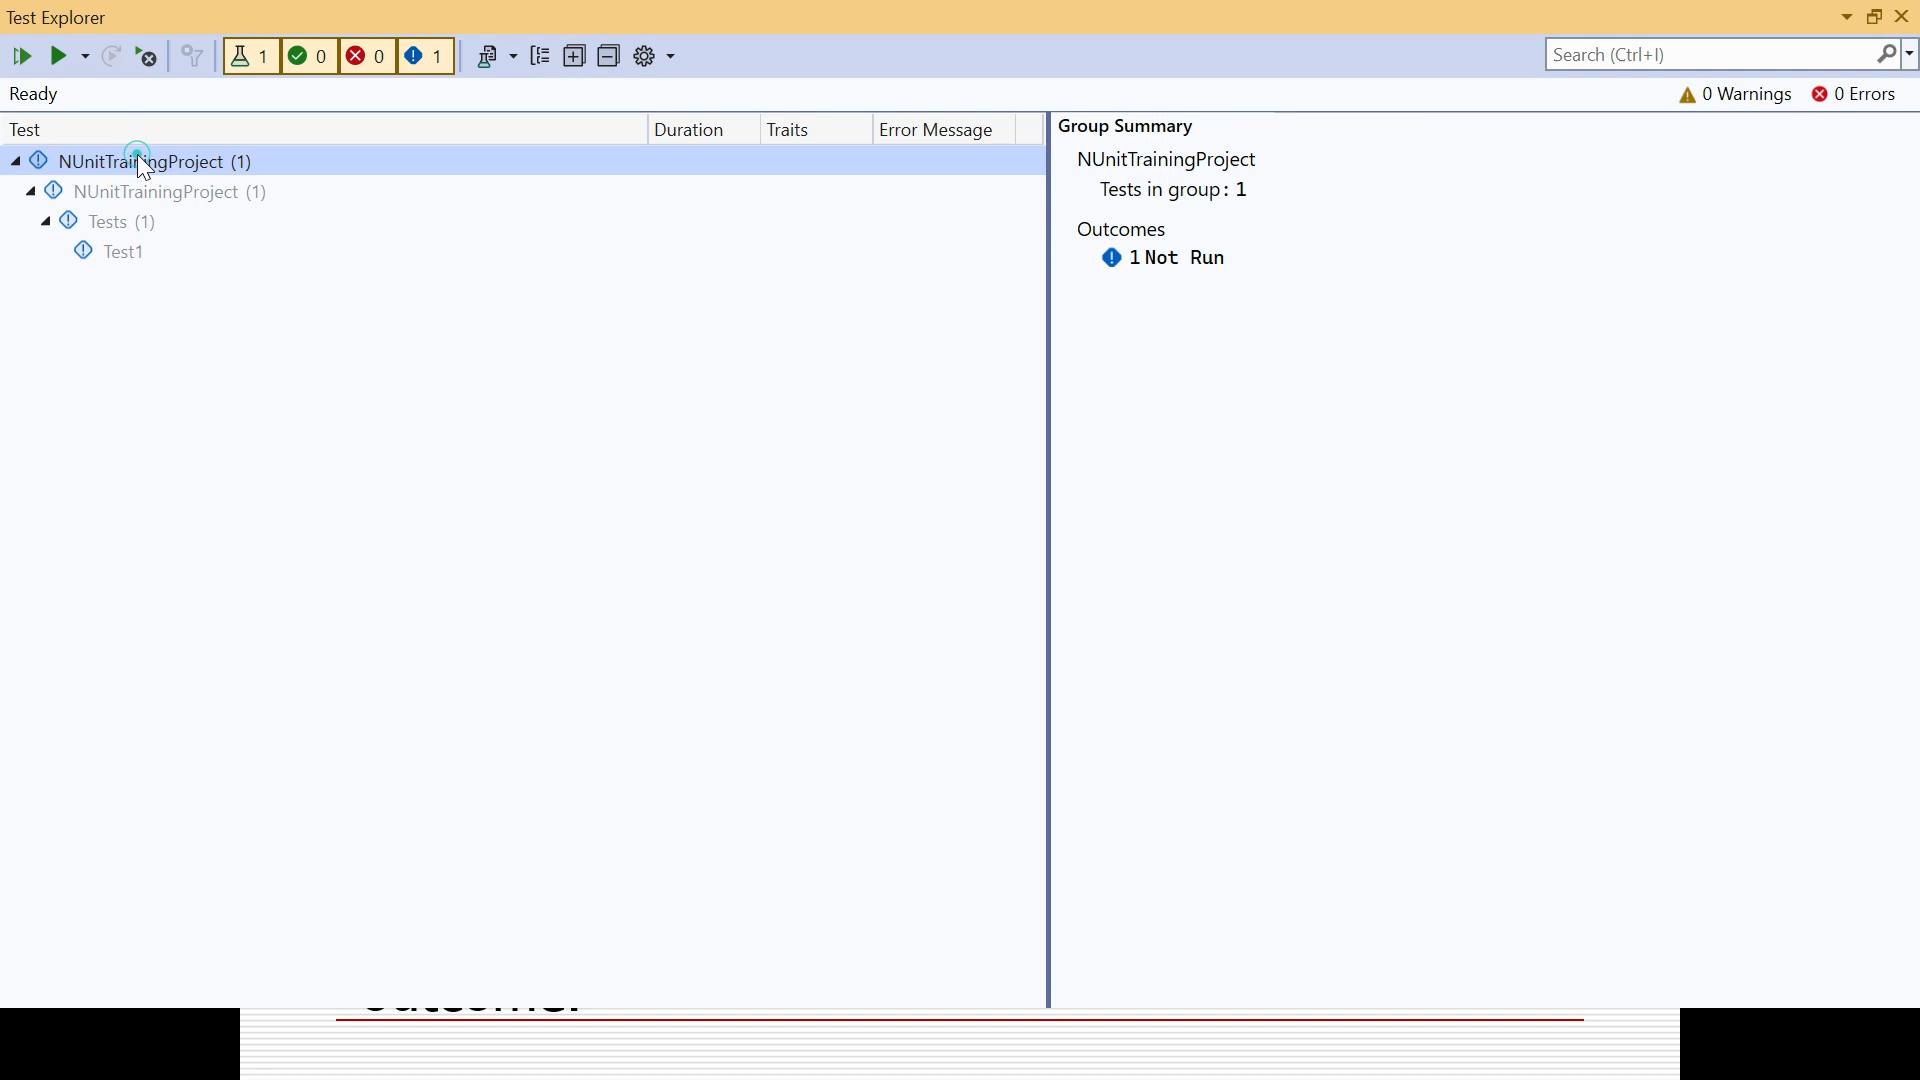 Test Explorer
1 0 0 1
Search (Ctrl+I)
Ready
0 Warnings 0 Errors
Test Duration Traits Error Message
NUnitTrainingProject (1)
NUnitTrainingProject (1)
Tests (1)
Test1
Group Summary
NUnitTrainingProject
Tests in group: 1
Outcomes
1 Not Run